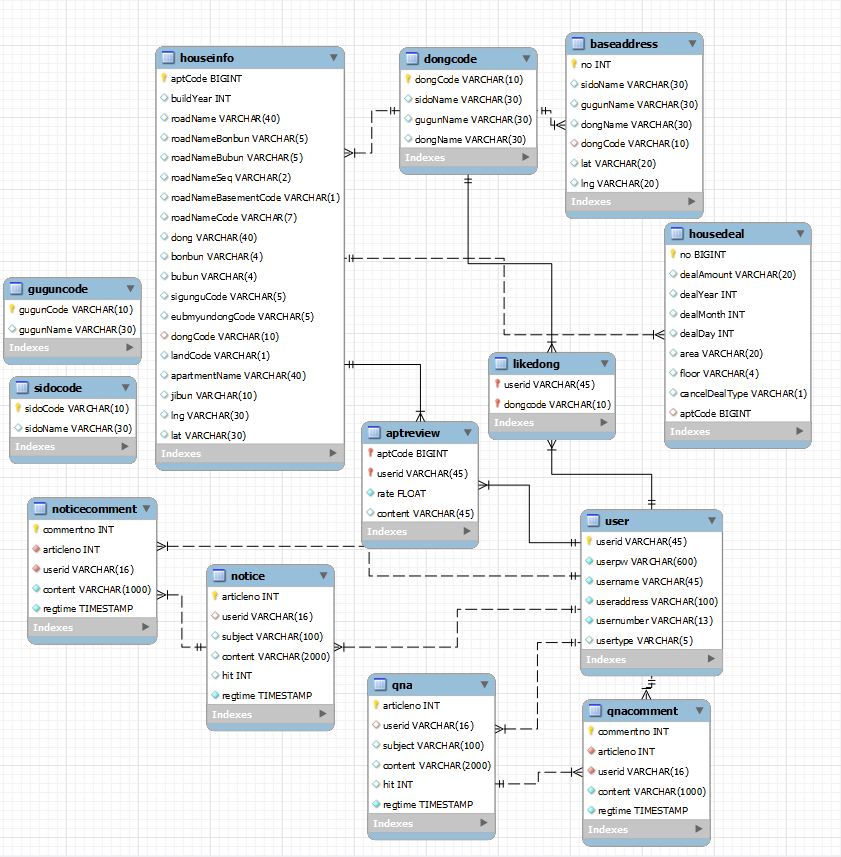 houseinfo
aptCode BIGINT
buildYear INT
roadName VARCHAR(40)
roadNameBonbun VARCHAR(5)
roadNameBubun VARCHAR(5)
roadNameSeq VARCHAR(2)
roadNameBasementCode VARCHAR(1)
roadNameCode VARCHAR(7)
dong VARCHAR(40)
bonbun VARCHAR(4)
bubun VARCHAR(4)
sigunguCode VARCHAR(5)
eubmyundongCode VARCHAR(5)
dongCode VARCHAR(10)
landCode VARCHAR(1)
apartmentName VARCHAR(40)
jibun VARCHAR(10)
lng VARCHAR(30)
lat VARCHAR(30)
Indexes
dongcode
dongCode VARCHAR(10)
sidoName VARCHAR(30)
gugunName VARCHAR(30)
dongName VARCHAR(30)
Indexes
baseaddress
no INT
sidoName VARCHAR(30)
gugunName VARCHAR(30)
dongName VARCHAR(30)
dongCode VARCHAR(10)
lat VARCHAR(20)
lng VARCHAR(20)
Indexes
housedeal
no BIGINT
dealAmount VARCHAR(20)
dealYear INT
dealMonth INT
dealDay INT
area VARCHAR(20)
floor VARCHAR(4)
cancelDealType VARCHAR(1)
aptCode BIGINT
Indexes
guguncode
gugunCode VARCHAR(10)
gugunName VARCHAR(30)
Indexes
sidocode
sidoCode VARCHAR(10)
sidoName VARCHAR(30)
Indexes
likedong
userid VARCHAR(45)
dongcode VARCHAR(10)
Indexes
aptreview
aptCode BIGINT
userid VARCHAR(45)
rate FLOAT
content VARCHAR(45)
Indexes
noticecomment
commentno INT
articleno INT
userid VARCHAR(16)
content VARCHAR(1000)
regtime TIMESTAMP
Indexes
user
userid VARCHAR(45)
userpw VARCHAR(600)
username VARCHAR(45)
useraddress VARCHAR(100)
usernumber VARCHAR(13)
usertype VARCHAR(5)
Indexes
notice
articleno INT
userid VARCHAR(16)
subject VARCHAR(100)
content VARCHAR(2000)
hit INT
regtime TIMESTAMP
Indexes
qna
articleno INT
userid VARCHAR(16)
subject VARCHAR(100)
content VARCHAR(2000)
hit INT
regtime TIMESTAMP
Indexes
qnacomment
commentno INT
articleno INT
userid VARCHAR(16)
content VARCHAR(1000)
regtime TIMESTAMP
Indexes